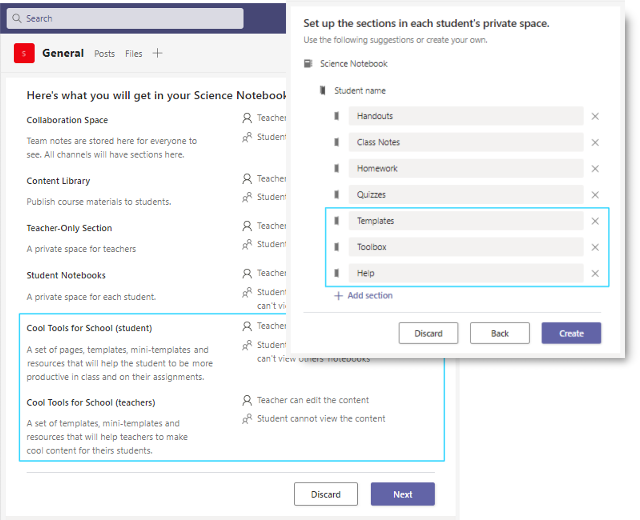 Search
S
General Posts Files
Here's what you will get in your Science Notebook
Collaboration Space
Team notes are stored here for everyone to
see. All channels will have sections here.
Teacher
Student
Content Library
Publish course materials to students.
Teacher
Student
Teacher-Only Section
A private space for teachers
Teacher
Student
Student Notebooks
A private space for each student.
Teacher
Student
can't view
Cool Tools for School (student)
A set of pages, templates, mini-templates and
resources that will help the student to be more
productive in class and on their assignments.
Teacher
Student
can't view others' notebooks
Cool Tools for School (teachers)
A set of templates, mini-templates and
resources that will help teachers to make
cool content for theirs students.
Teacher can edit the content
Student cannot view the content
Discard
Next
Set up the sections in each student's private space.
Use the following suggestions or create your own.
Science Notebook
Student name
Handouts
Class Notes
Homework
Quizzes
Templates
Toolbox
Help
Add section
Discard
Back
Create